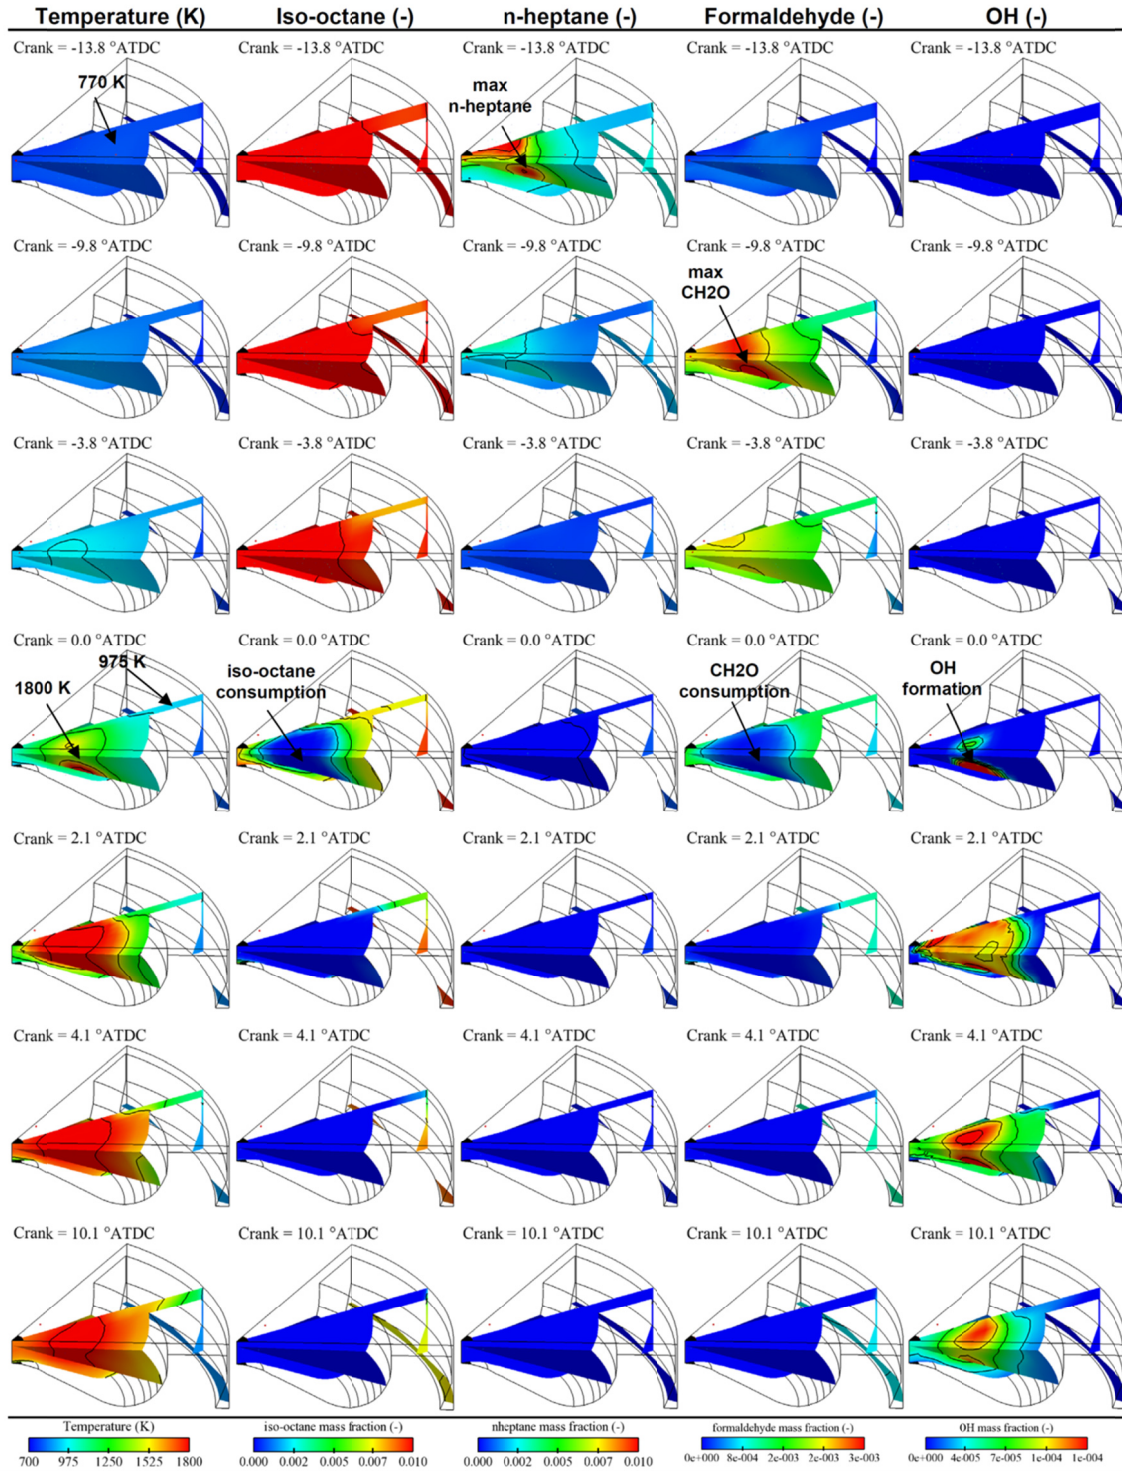 Temperature (K) Iso-octane (-) n-heptane (-) Formaldehyde (-) OH (-)
Crank = -13.8 °ATDC Crank = -13.8 °ATDC Crank = -13.8 °ATDC Crank = -13.8 °ATDC Crank = -13.8 °ATDC
770 K
max
n-heptane
Crank = -9.8 °ATDC Crank = -9.8 °ATDC Crank = -9.8 °ATDC Crank = -9.8 °ATDC Crank = -9.8 °ATDC
max
CH2O
Crank = -3.8 °ATDC Crank = -3.8 °ATDC Crank = -3.8 °ATDC Crank = -3.8 °ATDC Crank = -3.8 °ATDC
Crank = 0.0 °ATDC Crank = 0.0 °ATDC Crank = 0.0 °ATDC Crank = 0.0 °ATDC Crank = 0.0 °ATDC
975 K
1800 K
iso-octane
consumption
CH2O
consumption
OH
formation
Crank = 2.1 °ATDC Crank = 2.1 °ATDC Crank = 2.1 °ATDC Crank = 2.1 °ATDC Crank = 2.1 °ATDC
Crank = 4.1 °ATDC Crank = 4.1 °ATDC Crank = 4.1 °ATDC Crank = 4.1 °ATDC Crank = 4.1 °ATDC
Crank = 10.1 °ATDC Crank = 10.1 °ATDC Crank = 10.1 °ATDC Crank = 10.1 °ATDC Crank = 10.1 °ATDC
Temperature (K) iso-octane mass fraction (-) nheptane mass fraction (-) formaldehyde mass fraction (-) OH mass fraction (-)
700 975 1250 1525 1800 0.000 0.002 0.005 0.007 0.010 0.000 0.002 0.005 0.007 0.010 0e+000 8e-004 2e-003 2e-003 3e-003 0e+000 4e-005 7e-005 1e-004 1e-004